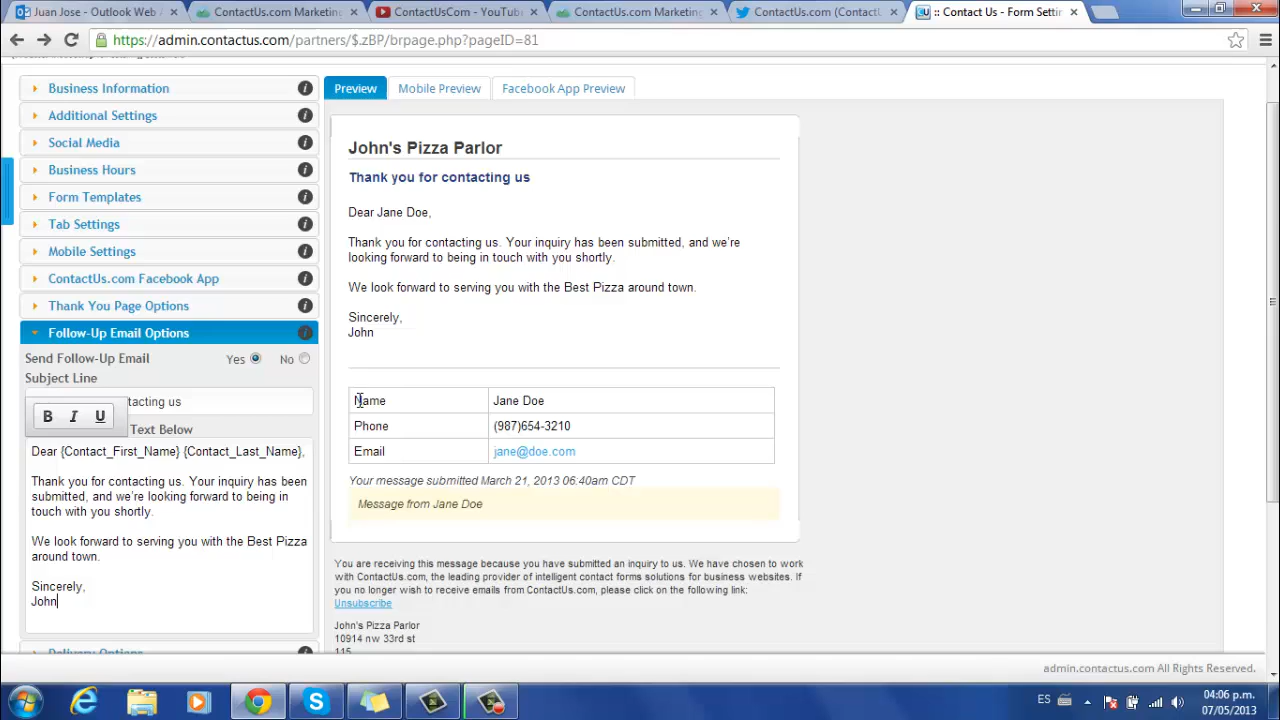 Juan Jose - Outlook Web
ContactUs.com Marketing
ContactUsCom - YouTube
ContactUs.com Marketing
ContactUs.com (Contact
:: Contact Us - Form Setti
https://admin.contactus.com/partners/$.zBP/brpage.php?pageID=81
Business Information
Additional Settings
Social Media
Business Hours
Form Templates
Tab Settings
Mobile Settings
ContactUs.com Facebook App
Thank You Page Options
Follow-Up Email Options
Send Follow-Up Email Yes No
Subject Line
tacting us
B I U
Text Below
Dear {Contact_First_Name} {Contact_Last_Name},
Thank you for contacting us. Your inquiry has been
submitted, and we're looking forward to being in
touch with you shortly.
We look forward to serving you with the Best Pizza
around town.
Sincerely,
John
Delivery Options
Preview Mobile Preview Facebook App Preview
John's Pizza Parlor
Thank you for contacting us
Dear Jane Doe,
Thank you for contacting us. Your inquiry has been submitted, and we're
looking forward to being in touch with you shortly.
We look forward to serving you with the Best Pizza around town.
Sincerely,
John
Name Jane Doe
Phone (987)654-3210
Email jane@doe.com
Your message submitted March 21, 2013 06:40am CDT
Message from Jane Doe
You are receiving this message because you have submitted an inquiry to us. We have chosen to work
with ContactUs.com, the leading provider of intelligent contact forms solutions for business websites. If
you no longer wish to receive emails from ContactUs.com, please click on the following link:
Unsubscribe
John's Pizza Parlor
10914 nw 33rd st
115
admin.contactus.com All Rights Reserved.
ES
04:06 p.m.
07/05/2013